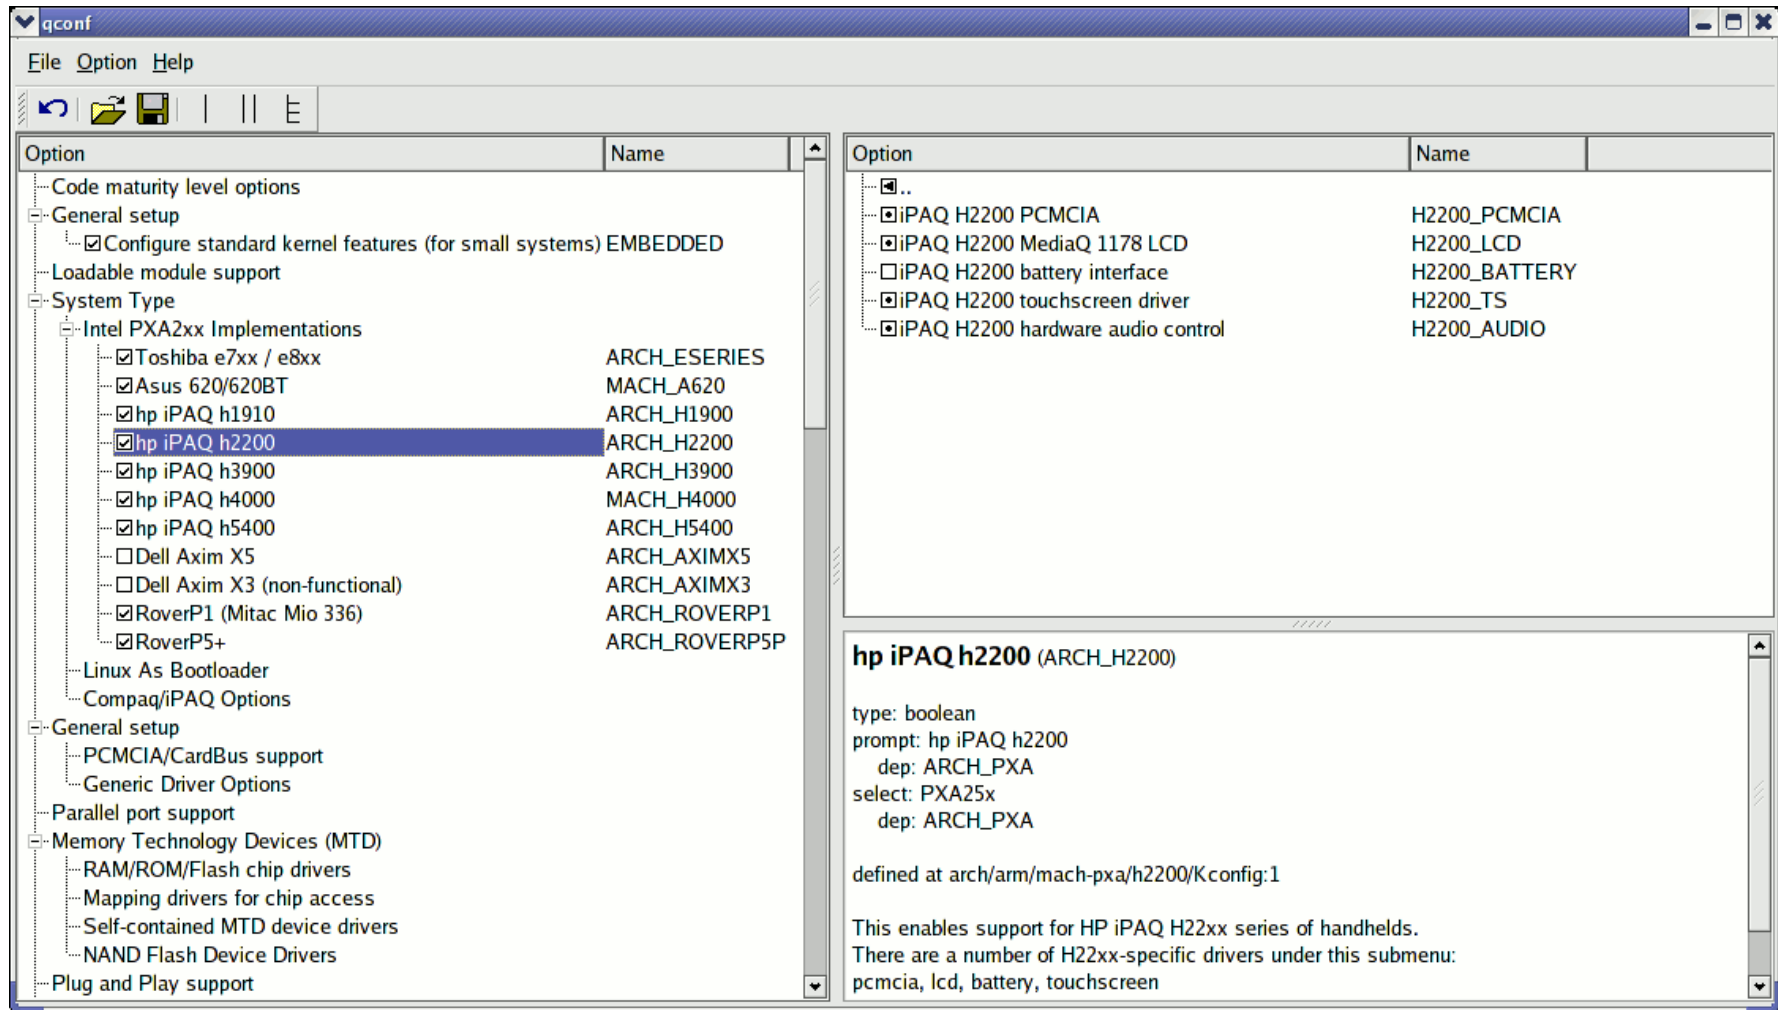 qconf
File Option Help
Option Name
Code maturity level options
General setup
Configure standard kernel features (for small systems) EMBEDDED
Loadable module support
System Type
Intel PXA2xx Implementations
Toshiba e7xx / e8xx ARCH_ESERIES
Asus 620/620BT MACH_A620
hp iPAQ h1910 ARCH_H1900
hp iPAQ h2200 ARCH_H2200
hp iPAQ h3900 ARCH_H3900
hp iPAQ h4000 MACH_H4000
hp iPAQ h5400 ARCH_H5400
Dell Axim X5 ARCH_AXIMX5
Dell Axim X3 (non-functional) ARCH_AXIMX3
RoverP1 (Mitac Mio 336) ARCH_ROVERP1
RoverP5+ ARCH_ROVERP5P
Linux As Bootloader
Compaq/iPAQ Options
General setup
PCMCIA/CardBus support
Generic Driver Options
Parallel port support
Memory Technology Devices (MTD)
RAM/ROM/Flash chip drivers
Mapping drivers for chip access
Self-contained MTD device drivers
NAND Flash Device Drivers
Plug and Play support
Option Name
..
iPAQ H2200 PCMCIA H2200_PCMCIA
iPAQ H2200 MediaQ 1178 LCD H2200_LCD
iPAQ H2200 battery interface H2200_BATTERY
iPAQ H2200 touchscreen driver H2200_TS
iPAQ H2200 hardware audio control H2200_AUDIO
hp iPAQ h2200 (ARCH_H2200)
type: boolean
prompt: hp iPAQ h2200
dep: ARCH_PXA
select: PXA25x
dep: ARCH_PXA
defined at arch/arm/mach-pxa/h2200/Kconfig:1
This enables support for HP iPAQ H22xx series of handhelds.
There are a number of H22xx-specific drivers under this submenu:
pcmcia, lcd, battery, touchscreen